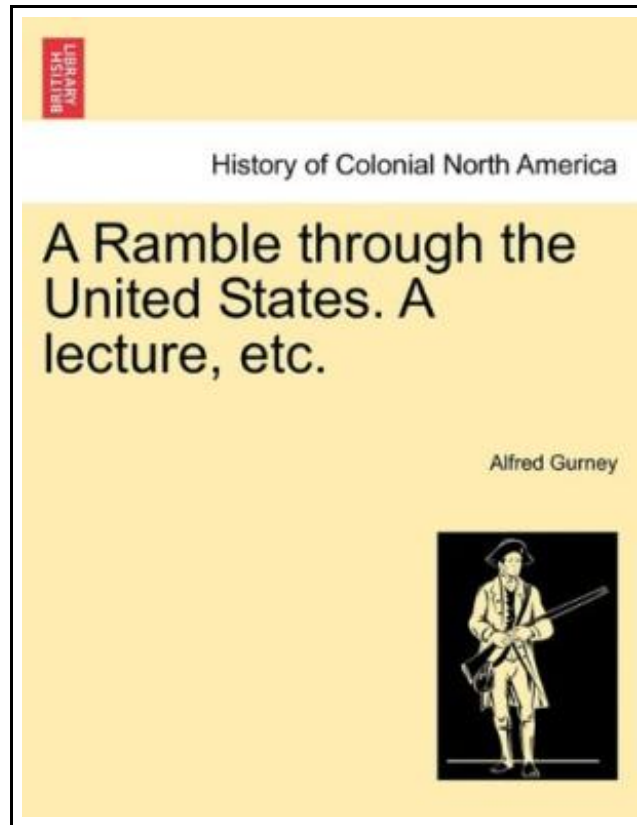 BRITISH
LIBRARY
History of Colonial North America
A Ramble through the
United States. A
lecture, etc.
Alfred Gurney